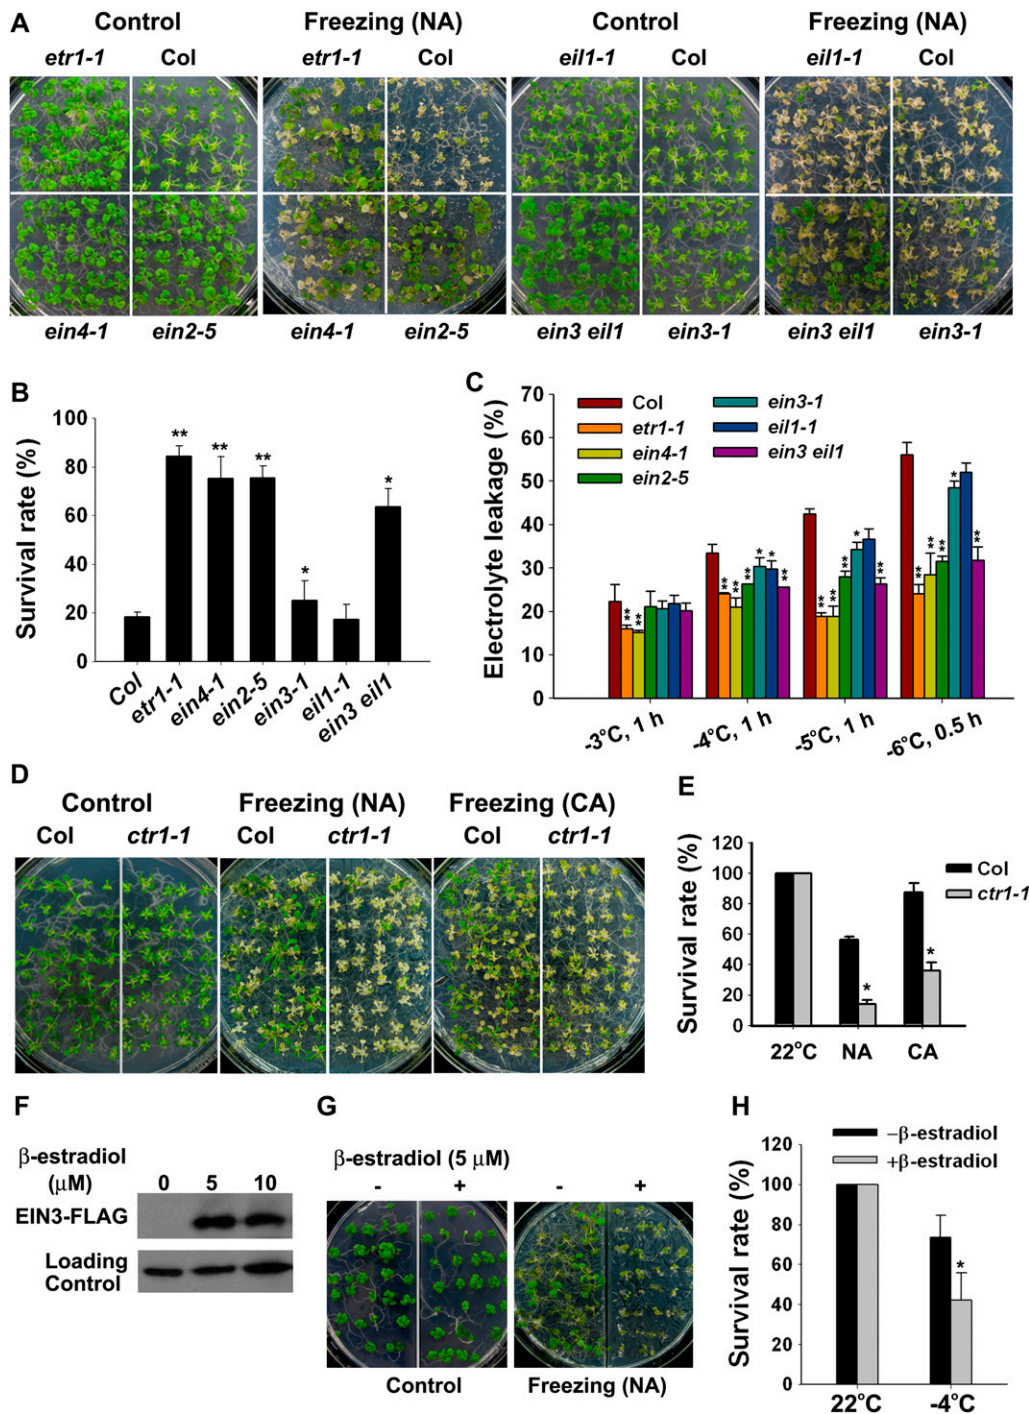 A
Control
Freezing (NA)
Control
Freezing (NA)
etr1-1 Col
etr1-1 Col
eil1-1 Col
eil1-1 Col
ein4-1 ein2-5
ein4-1 ein2-5
ein3 eil1 ein3-1
ein3 eil1 ein3-1
B
Survival rate (%)
100
80
60
40
20
0
**
**
**
*
*
Col
etr1-1
ein4-1
ein2-5
ein3-1
eil1-1
ein3 eil1
C
Electrolyte leakage (%)
70
60
50
40
30
20
10
0
Col
etr1-1
ein4-1
ein2-5
ein3-1
eil1-1
ein3 eil1
**
**
**
**
*
*
**
**
**
**
*
**
**
**
**
*
**
-3°C, 1 h
-4°C, 1 h
-5°C, 1 h
-6°C, 0.5 h
D
Control
Freezing (NA)
Freezing (CA)
Col ctr1-1
Col ctr1-1
Col ctr1-1
E
Survival rate (%)
120
100
80
60
40
20
0
Col
ctr1-1
*
*
22°C NA CA
F
β-estradiol
(μM)
0 5 10
EIN3-FLAG
Loading
Control
G
β-estradiol (5 μM)
- + - +
Control
Freezing (NA)
H
Survival rate (%)
120
100
80
60
40
20
0
−β-estradiol
+β-estradiol
*
22°C -4°C